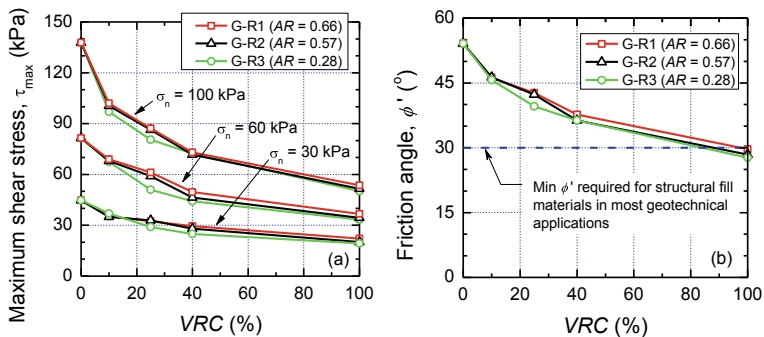 Maximum shear stress, τmax (kPa)
180
150
120
90
60
30
0
G-R1 (AR = 0.66)
G-R2 (AR = 0.57)
G-R3 (AR = 0.28)
σn = 100 kPa
σn = 60 kPa
σn = 30 kPa
(a)
0 20 40 60 80 100
VRC (%)
Friction angle, ϕ' (°)
60
45
30
15
0
G-R1 (AR = 0.66)
G-R2 (AR = 0.57)
G-R3 (AR = 0.28)
Min ϕ' required for structural fill
materials in most geotechnical
applications
(b)
0 20 40 60 80 100
VRC (%)